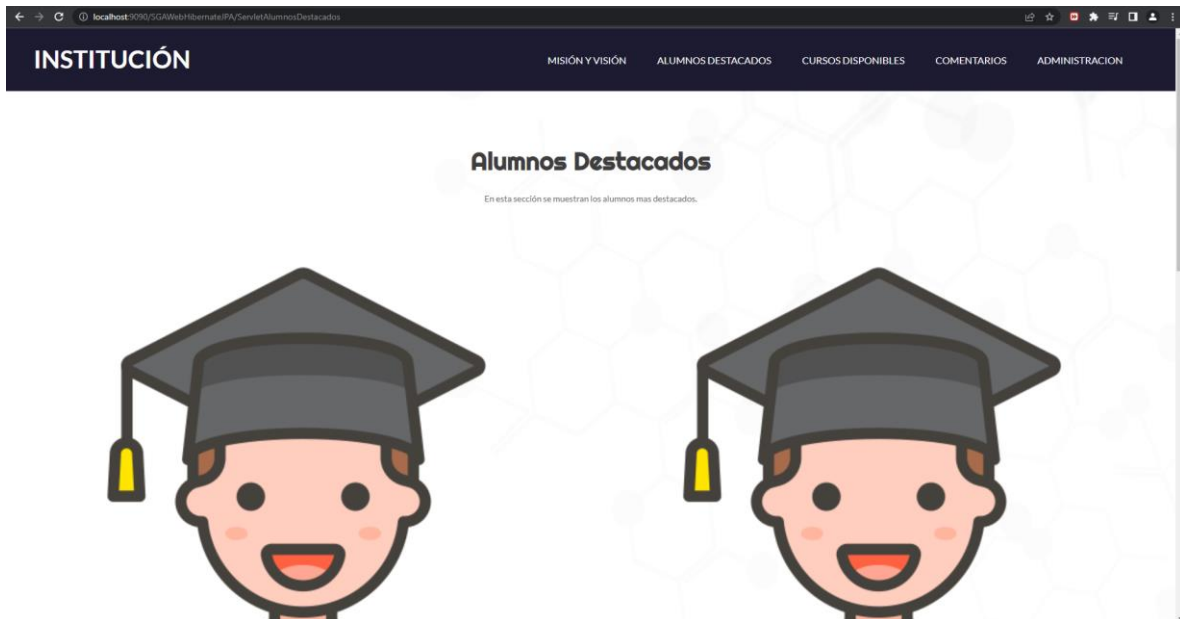 localhost:9090/SGAWebHibernateJPA/ServletAlumnosDestacados
INSTITUCIÓN
MISIÓN Y VISIÓN ALUMNOS DESTACADOS CURSOS DISPONIBLES COMENTARIOS ADMINISTRACION
Alumnos Destacados
En esta sección se muestran los alumnos mas destacados.